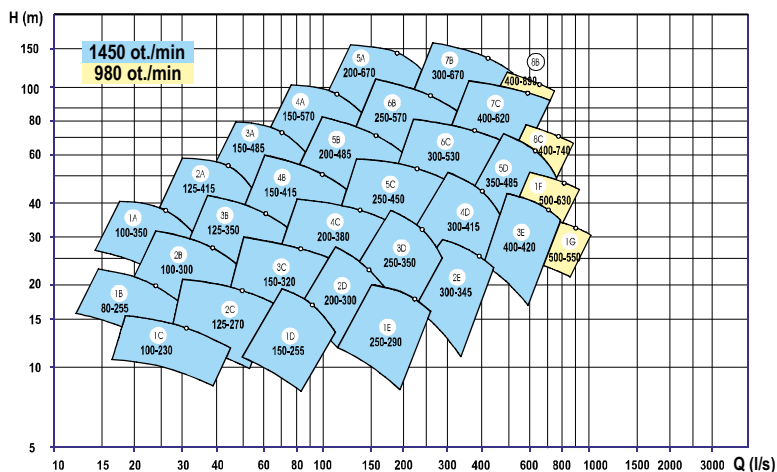 H (m)
150
100
80
60
40
30
20
15
10
5
1450 ot./min
980 ot./min
5A
200-670
7B
300-670
8B
400-890
4A
150-570
6B
250-570
7C
400-620
3A
150-485
5B
200-485
6C
300-530
8C
400-740
2A
125-415
4B
150-415
5C
250-450
5D
350-485
1F
500-630
1A
100-350
3B
125-350
4C
200-380
4D
300-415
3E
400-420
1G
500-550
2B
100-300
3C
150-320
3D
250-350
2E
300-345
1B
80-255
2C
125-270
2D
200-300
1C
100-230
1D
150-255
1E
250-290
10 15 20 30 40 60 80 100 150 200 300 400 600 800 1000 1500 2000 3000 Q (l/s)